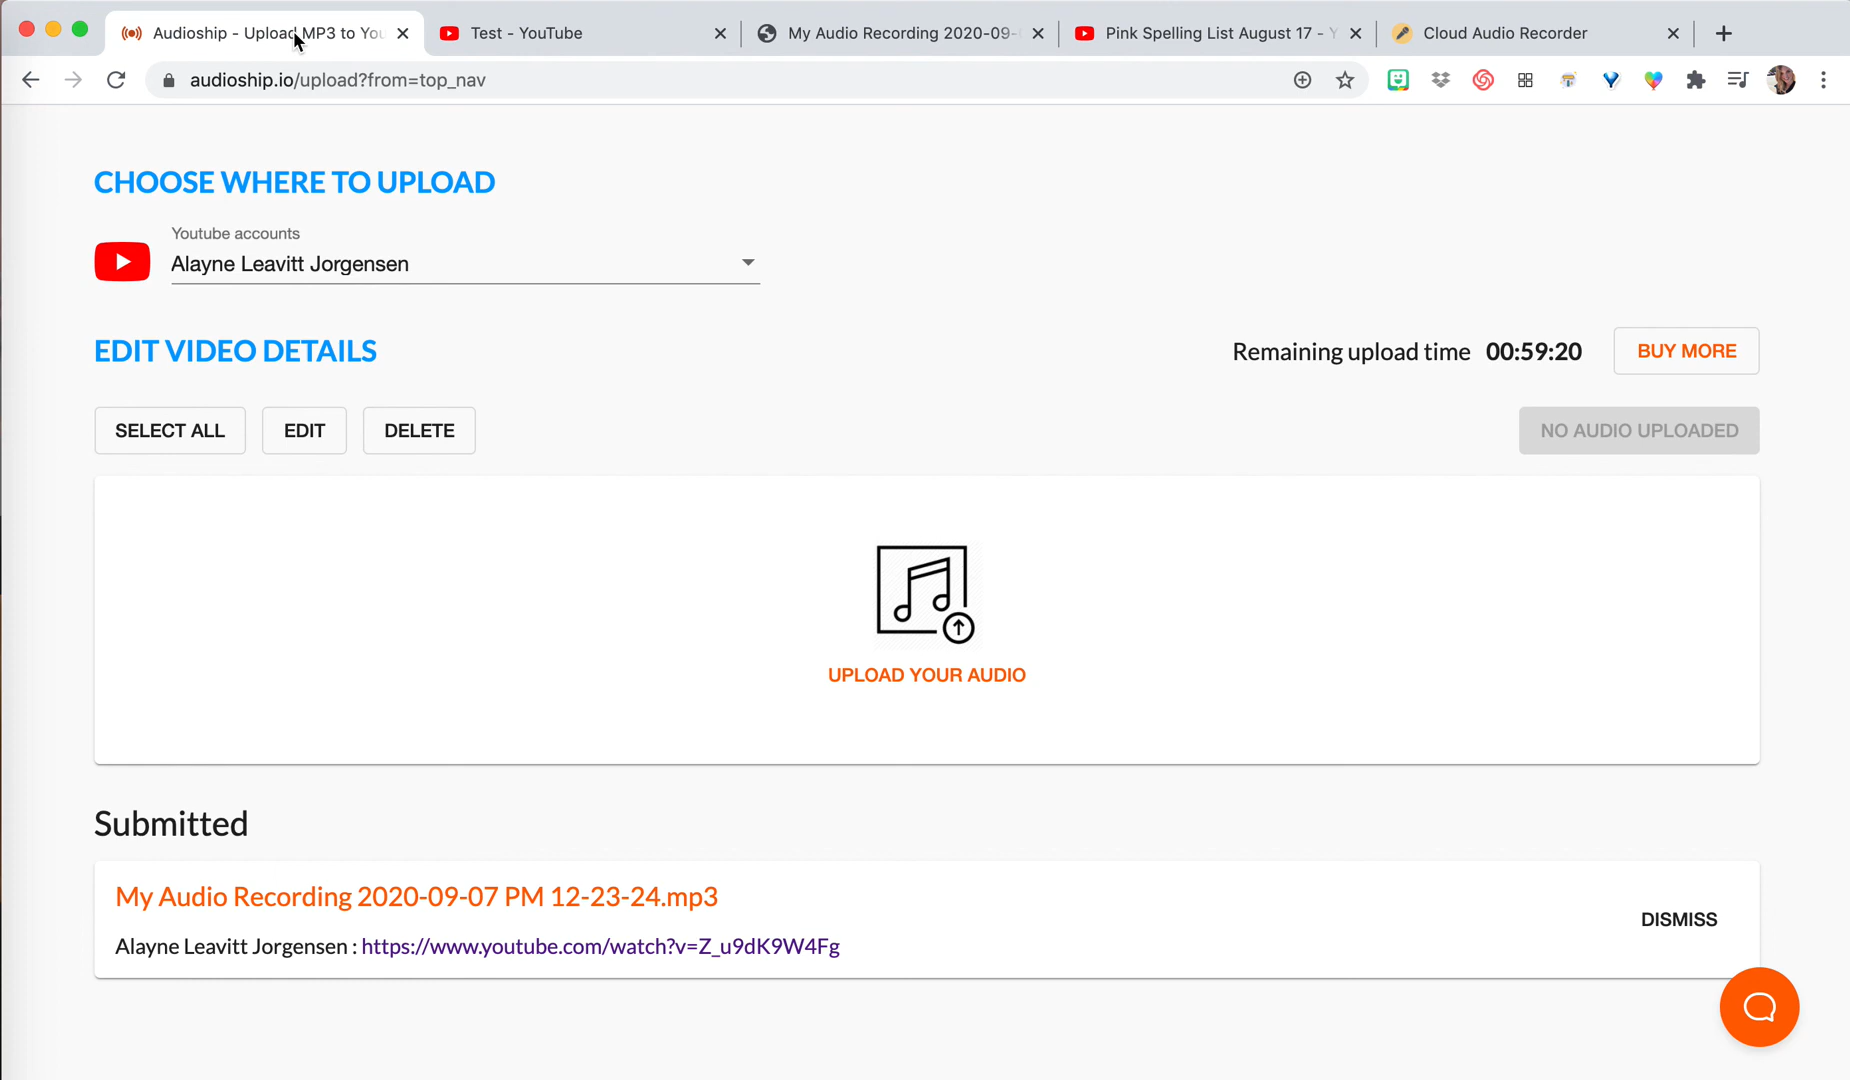 Audioship - Upload MP3 to You
Test - YouTube
My Audio Recording 2020-09-
Pink Spelling List August 17 - Y
Cloud Audio Recorder
audioship.io/upload?from=top_nav
CHOOSE WHERE TO UPLOAD
Youtube accounts
Alayne Leavitt Jorgensen
EDIT VIDEO DETAILS
Remaining upload time 00:59:20
BUY MORE
SELECT ALL
EDIT
DELETE
NO AUDIO UPLOADED
UPLOAD YOUR AUDIO
Submitted
My Audio Recording 2020-09-07 PM 12-23-24.mp3
Alayne Leavitt Jorgensen : https://www.youtube.com/watch?v=Z_u9dK9W4Fg
DISMISS